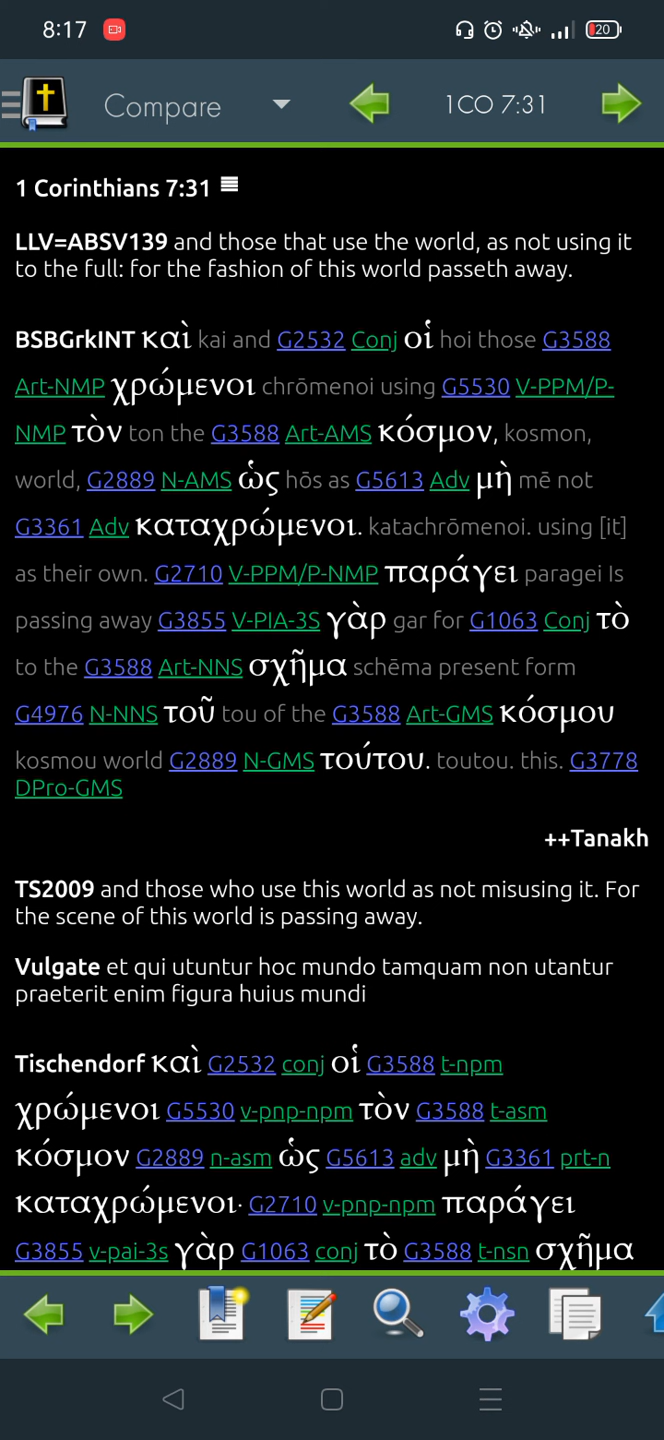 8:17
20
Compare
1CO 7:31
1 Corinthians 7:31
LLV=ABSV139 and those that use the world, as not using it
to the full: for the fashion of this world passeth away.
BSBGrkINT καὶ kai and G2532 Conj οἱ hoi those G3588
Art-NMP χρώμενοι chrōmenoi using G5530 V-PPM/P-
NMP τὸν ton the G3588 Art-AMS κόσμον, kosmon,
world, G2889 N-AMS ὡς hōs as G5613 Adv μὴ mē not
G3361 Adv καταχρώμενοι. katachrōmenoi. using [it]
as their own. G2710 V-PPM/P-NMP παράγει paragei Is
passing away G3855 V-PIA-3S γὰρ gar for G1063 Conj τὸ
to the G3588 Art-NNS σχῆμα schēma present form
G4976 N-NNS τοῦ tou of the G3588 Art-GMS κόσμου
kosmou world G2889 N-GMS τούτου. toutou. this. G3778
DPro-GMS
++Tanakh
TS2009 and those who use this world as not misusing it. For
the scene of this world is passing away.
Vulgate et qui utuntur hoc mundo tamquam non utantur
praeterit enim figura huius mundi
Tischendorf καὶ G2532 conj οἱ G3588 t-npm
χρώμενοι G5530 v-pnp-npm τὸν G3588 t-asm
κόσμον G2889 n-asm ὡς G5613 adv μὴ G3361 prt-n
καταχρώμενοι· G2710 v-pnp-npm παράγει
G3855 v-pai-3s γὰρ G1063 conj τὸ G3588 t-nsn σχῆμα